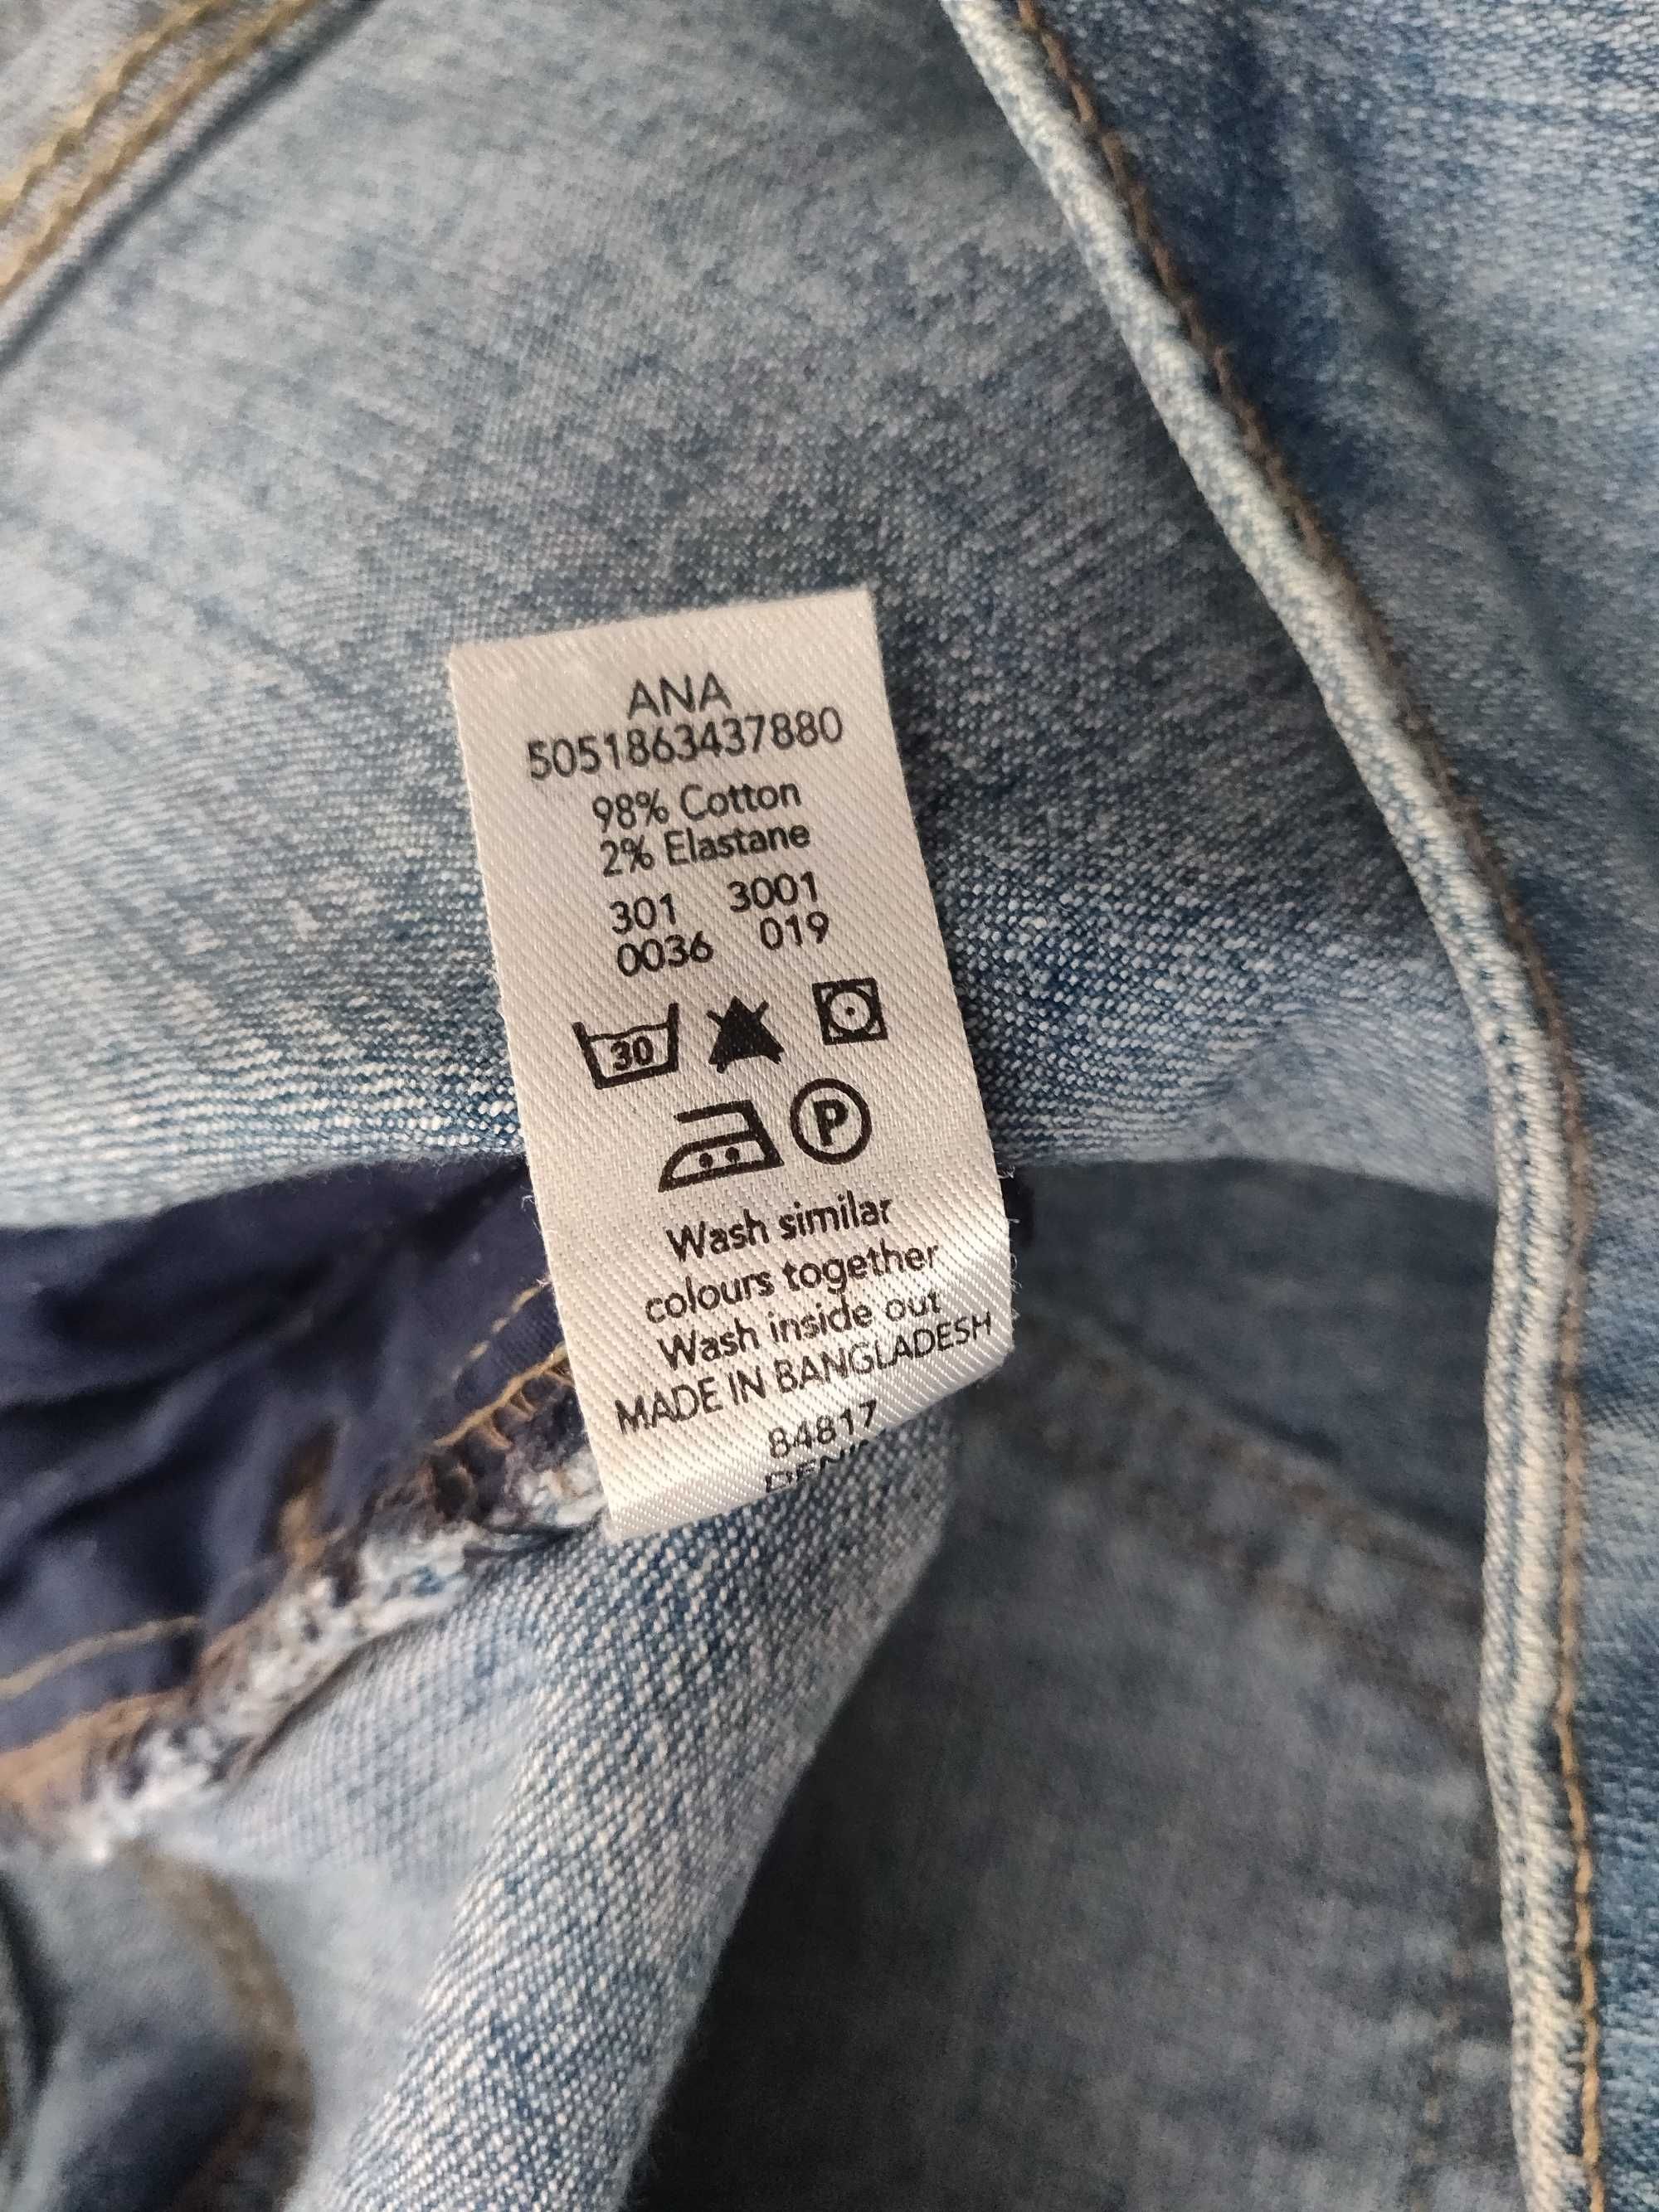 ANA
5051863437880
98% Cotton
2% Elastane
301 3001
0036 019
30
P
Wash similar
colours together
Wash inside out
MADE IN BANGLADESH
84817